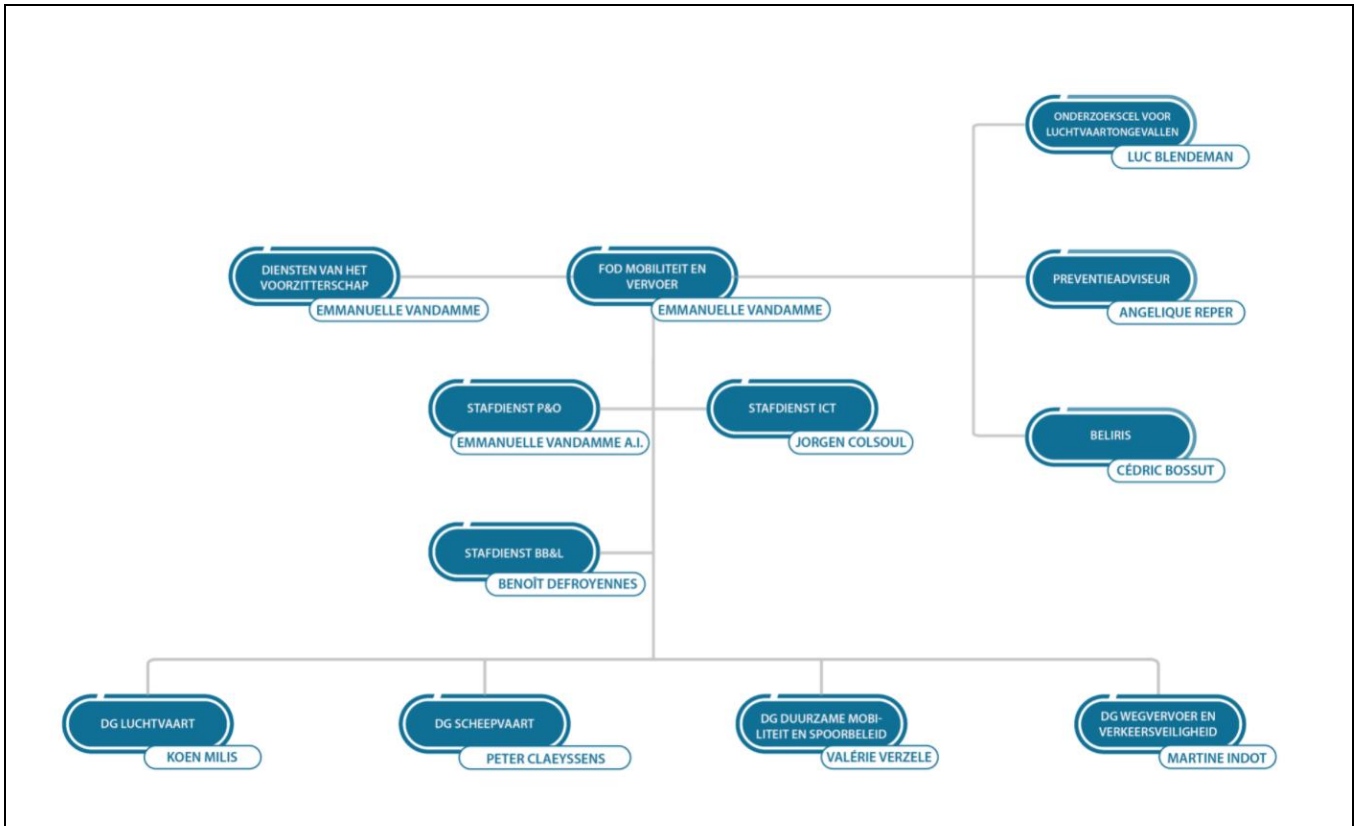 ONDERZOEKSCEL VOOR
LUCHTVAARTONGEVALLEN
LUC BLENDEMAN
DIENSTEN VAN HET
VOORZITTERSCHAP
EMMANUELLE VANDAMME
FOD MOBILITEIT EN
VERVOER
EMMANUELLE VANDAMME
PREVENTIEADVISEUR
ANGELIQUE REPER
STAFDIENST P&O
EMMANUELLE VANDAMME A.I.
STAFDIENST ICT
JORGEN COLSOUL
BELIRIS
CÉDRIC BOSSUT
STAFDIENST BB&L
BENOÎT DEFROYENNES
DG LUCHTVAART
KOEN MILIS
DG SCHEEPVAART
PETER CLAEYSSENS
DG DUURZAME MOBI-
LITEIT EN SPOORBELEID
VALÉRIE VERZELE
DG WEGVERVOER EN
VERKEERSVEILIGHEID
MARTINE INDOT